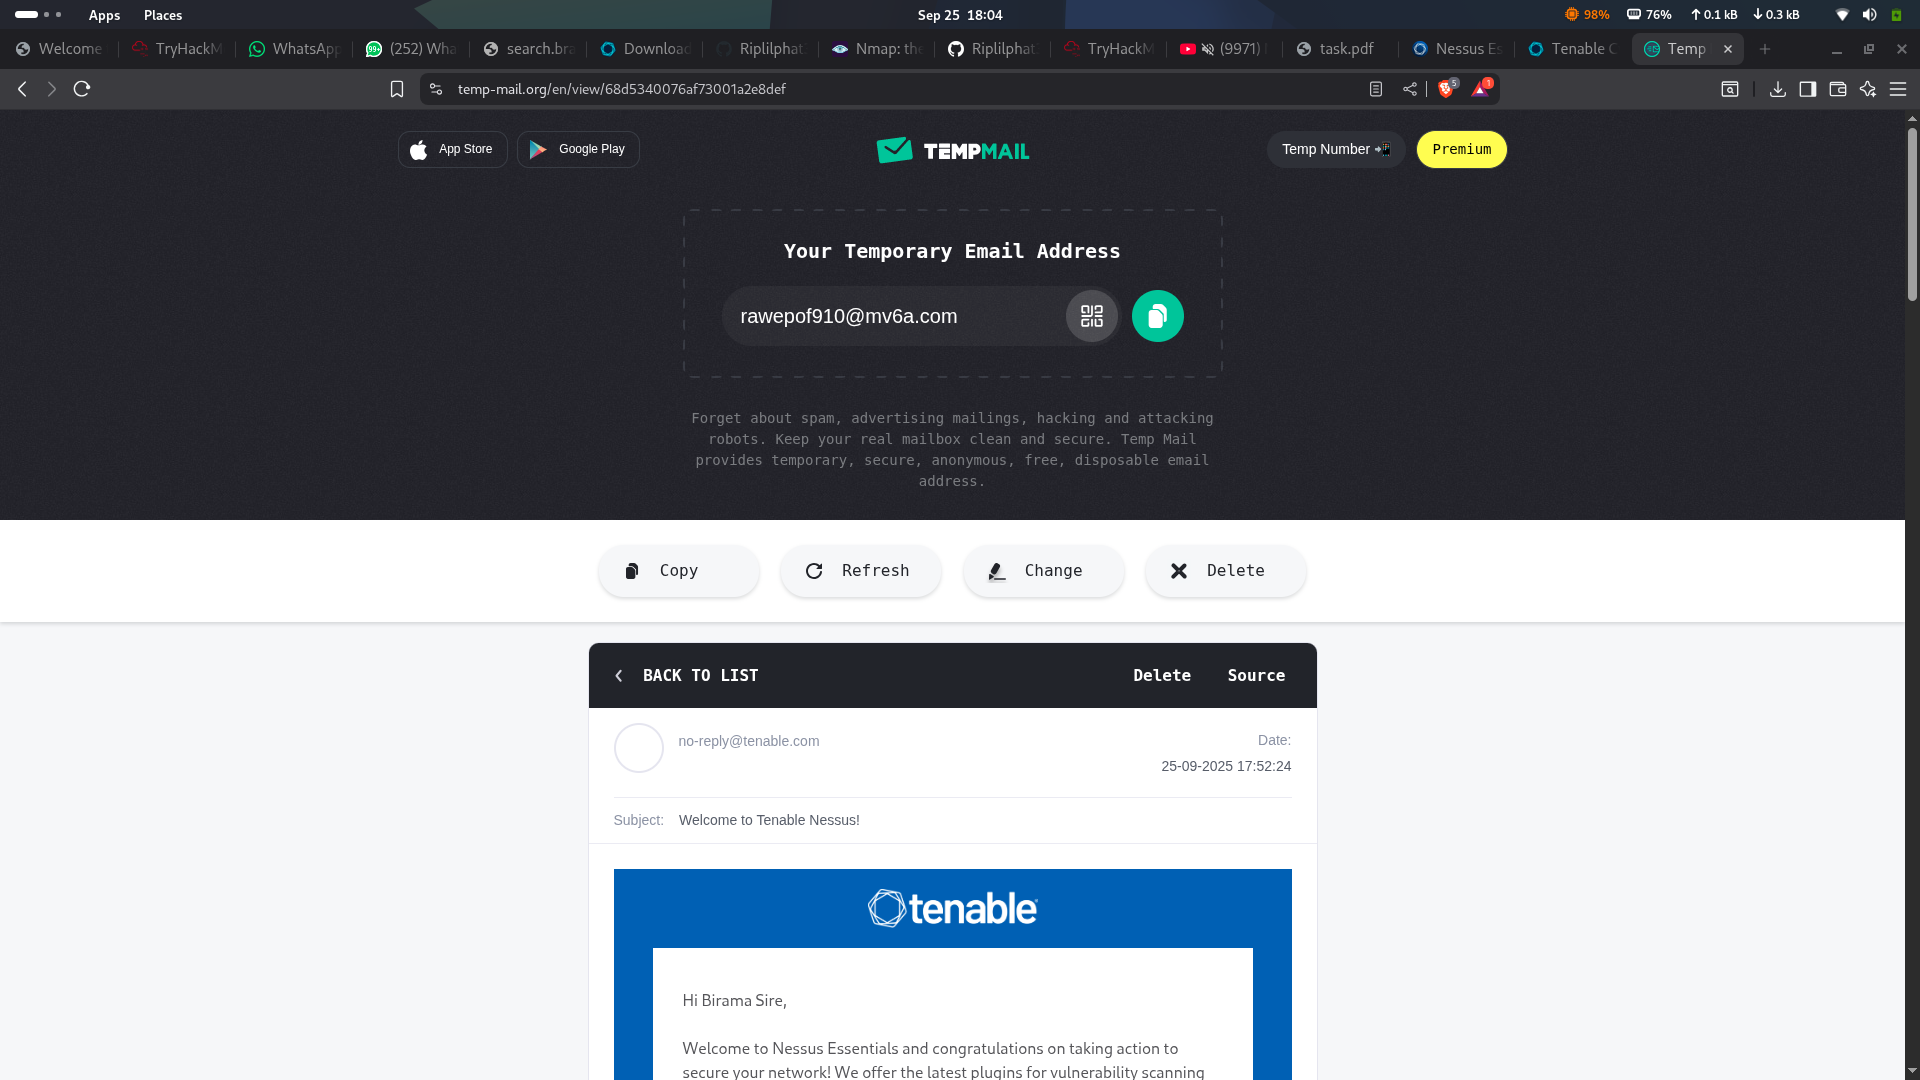 Apps Places Sep 25 18:04 98% 76% 0.1 kB 0.3 kB
Welcome TryHackM WhatsApp (252) Wha search.bra Download Riplilphat Nmap: the Riplilphat TryHackM (9971) task.pdf Nessus Es Tenable C Temp
temp-mail.org/en/view/68d5340076af73001a2e8def 5 1
App Store Google Play TEMPMAIL Temp Number Premium
Your Temporary Email Address
rawepof910@mv6a.com
Forget about spam, advertising mailings, hacking and attacking
robots. Keep your real mailbox clean and secure. Temp Mail
provides temporary, secure, anonymous, free, disposable email
address.
Copy Refresh Change Delete
BACK TO LIST Delete Source
no-reply@tenable.com Date:
25-09-2025 17:52:24
Subject: Welcome to Tenable Nessus!
tenable
Hi Birama Sire,
Welcome to Nessus Essentials and congratulations on taking action to
secure your network! We offer the latest plugins for vulnerability scanning